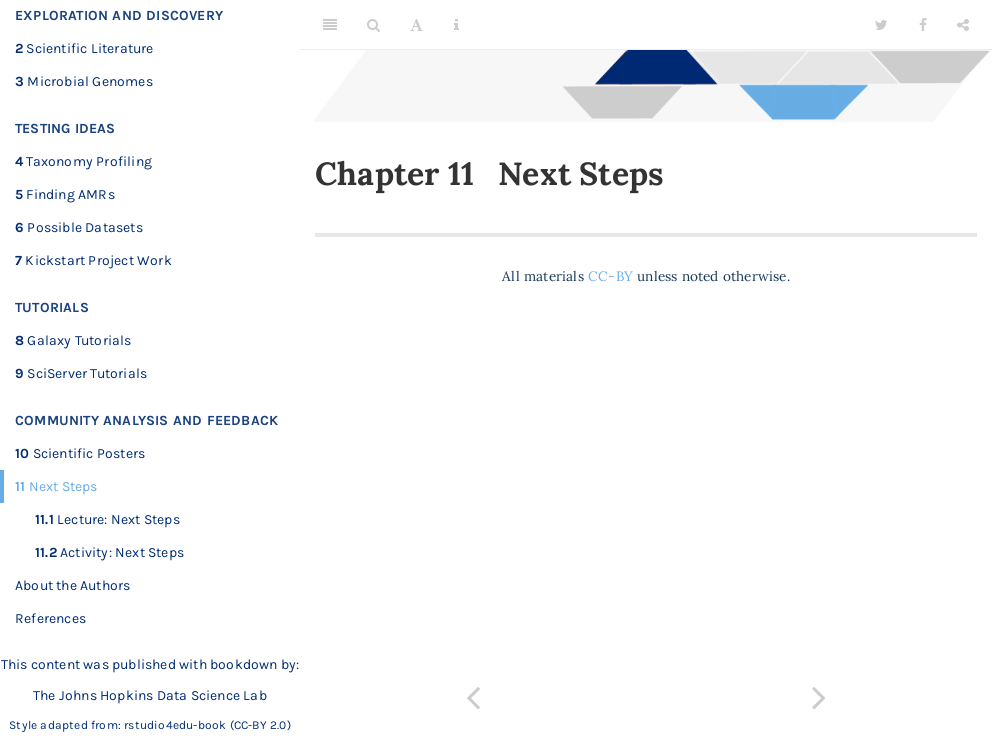 EXPLORATION AND DISCOVERY
2 Scientific Literature
3 Microbial Genomes
TESTING IDEAS
4 Taxonomy Profiling
5 Finding AMRs
6 Possible Datasets
7 Kickstart Project Work
TUTORIALS
8 Galaxy Tutorials
9 SciServer Tutorials
COMMUNITY ANALYSIS AND FEEDBACK
10 Scientific Posters
11 Next Steps
11.1 Lecture: Next Steps
11.2 Activity: Next Steps
About the Authors
References
This content was published with bookdown by:
The Johns Hopkins Data Science Lab
Style adapted from: rstudio4edu-book (CC-BY 2.0)
Chapter 11 Next Steps
All materials CC-BY unless noted otherwise.